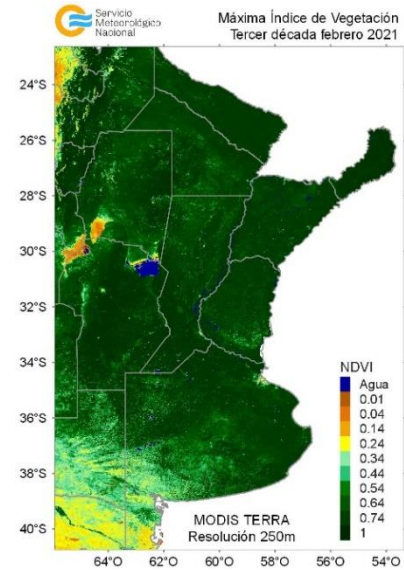 Servicio
Meteorológico
Nacional
Máxima Índice de Vegetación
Tercer década febrero 2021
24°S
26°S
28°S
30°S
32°S
34°S
36°S
38°S
40°S
NDVI
Agua
0.01
0.04
0.14
0.24
0.34
0.44
0.54
0.64
0.74
1
MODIS TERRA
Resolución 250m
64°O 62°O 60°O 58°O 56°O 54°O